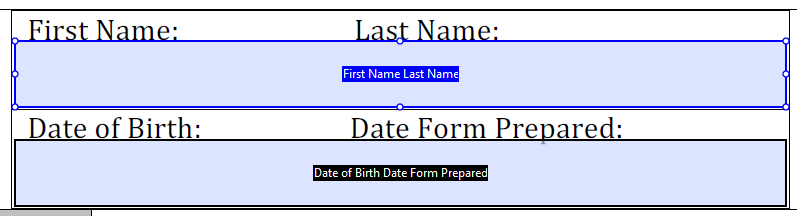 First Name: Last Name:
First Name Last Name
Date of Birth: Date Form Prepared:
Date of Birth Date Form Prepared